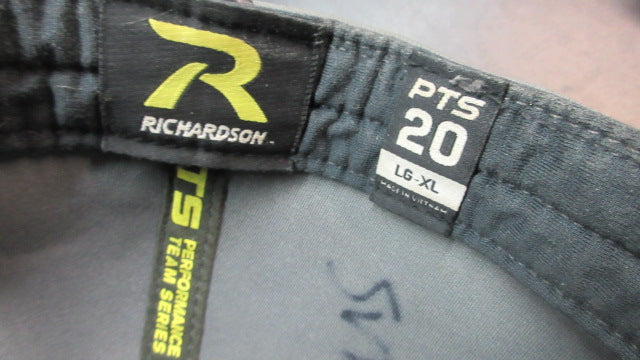 RICHARDSON
PTS
20
LG-XL
MADE IN VIETNAM
PTS PERFORMANCE
TEAM SERIES